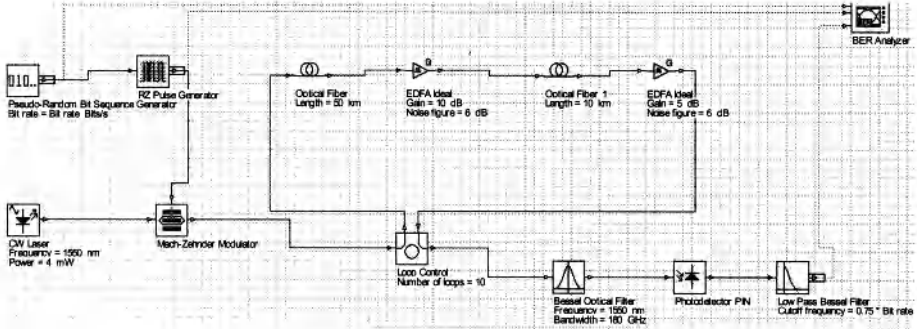 BER Analyzer
010...
RZ Pulse Generator
Pseudo-Random Bit Sequence Generator
Bit rate = Bit rate Bits/s
Optical Fiber
Length = 50 km
G
EDFA Ideal
Gain = 10 dB
Noise figure = 6 dB
Optical Fiber 1
Length = 10 km
G
EDFA Ideal
Gain = 5 dB
Noise figure = 6 dB
CW Laser
Frequency = 1550 nm
Power = 4 mW
Mach-Zehnder Modulator
Loop Control
Number of loops = 10
Bessel Optical Filter
Frequency = 1550 nm
Bandwidth = 180 GHz
Photodetector PIN
Low Pass Bessel Filter
Cutoff frequency = 0.75 * Bit rate